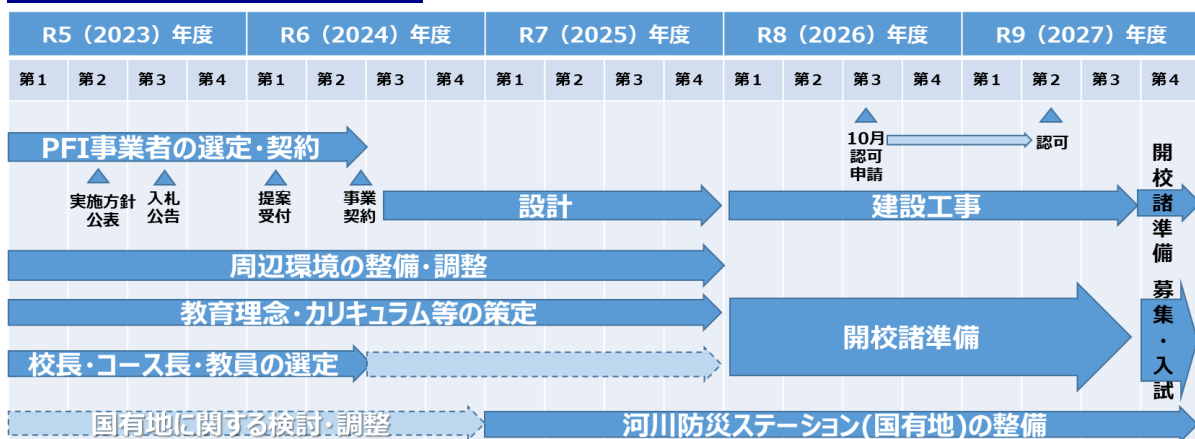 R5（2023）年度 R6（2024）年度 R7（2025）年度 R8（2026）年度 R9（2027）年度
第1 第2 第3 第4 第1 第2 第3 第4 第1 第2 第3 第4 第1 第2 第3 第4 第1 第2 第3 第4
PFI事業者の選定・契約
10月
認可
申請
認可
実施方針
公表
入札
公告
提案
受付
事業
契約
設計
建設工事
開校諸準備
周辺環境の整備・調整
教育理念・カリキュラム等の策定
開校諸準備
募集・入試
校長・コース長・教員の選定
国有地に関する検討・調整
河川防災ステーション(国有地)の整備